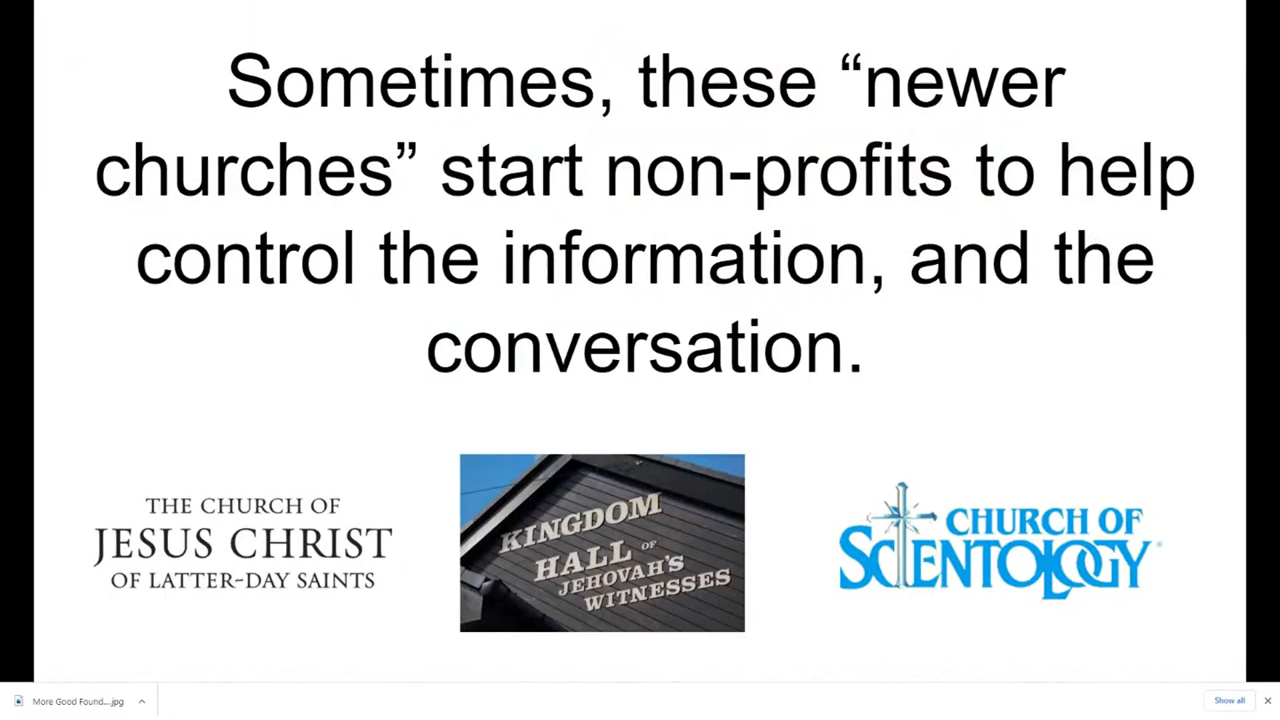 Sometimes, these “newer
churches” start non-profits to help
control the information, and the
conversation.
THE CHURCH OF
JESUS CHRIST
OF LATTER-DAY SAINTS
KINGDOM
HALL OF
JEHOVAH'S
WITNESSES
CHURCH OF
SCIENTOLOGY
More Good Found....jpg
Show all